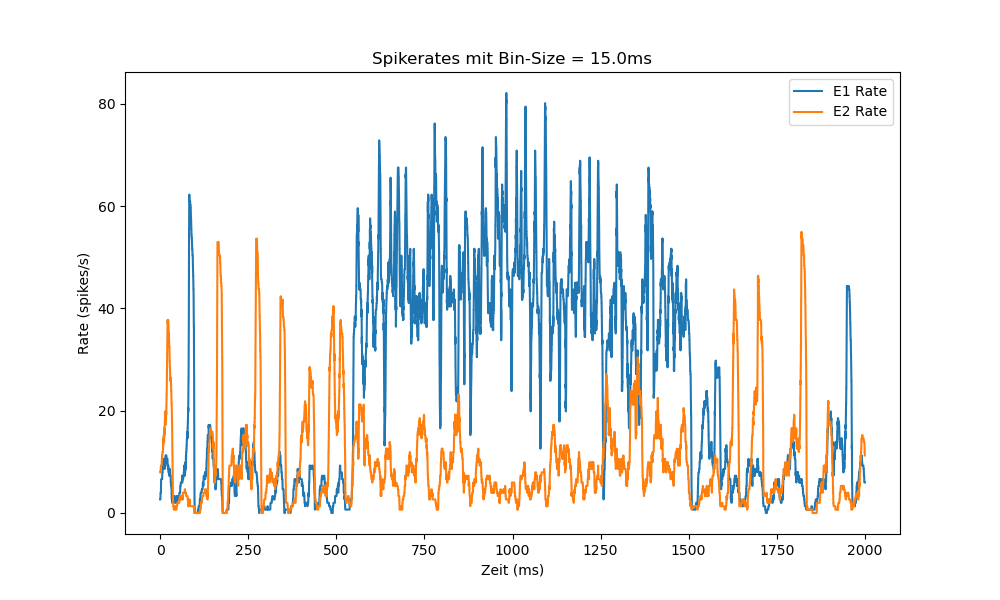 Spikerates mit Bin-Size = 15.0ms
E1 Rate
E2 Rate
Rate (spikes/s)
80
60
40
20
0
0 250 500 750 1000 1250 1500 1750 2000
Zeit (ms)